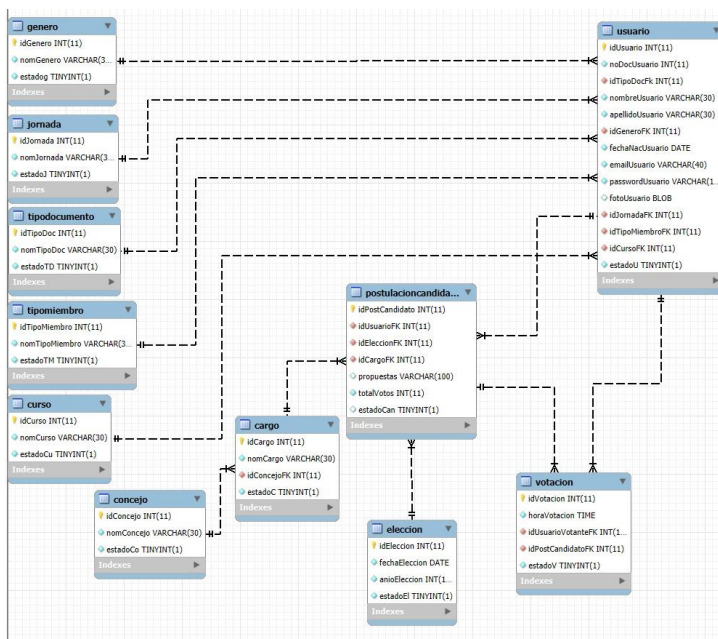 genero
idGenero INT(11)
nomGenero VARCHAR(3...
estadog TINYINT(1)
Indexes
jornada
idJornada INT(11)
nomJornada VARCHAR(3...
estadoJ TINYINT(1)
Indexes
tipodocumento
idTipoDoc INT(11)
nomTipoDoc VARCHAR(30)
estadoTD TINYINT(1)
Indexes
tipomiembro
idTipoMiembro INT(11)
nomTipoMiembro VARCHAR(3...
estadoTM TINYINT(1)
Indexes
curso
idCurso INT(11)
nomCurso VARCHAR(30)
estadoCu TINYINT(1)
Indexes
concejo
idConcejo INT(11)
nomConcejo VARCHAR(30)
estadoCo TINYINT(1)
Indexes
cargo
idCargo INT(11)
nomCargo VARCHAR(30)
idConcejoFK INT(11)
estadoC TINYINT(1)
Indexes
postulacioncandida...
idPostCandidato INT(11)
idUsuarioFK INT(11)
idEleccionFK INT(11)
idCargoFK INT(11)
propuestas VARCHAR(100)
totalVotos INT(11)
estadoCan TINYINT(1)
Indexes
eleccion
idEleccion INT(11)
fechaEleccion DATE
anioEleccion INT(1...
estadoEl TINYINT(1)
Indexes
usuario
idUsuario INT(11)
noDocUsuario INT(11)
idTipoDocFk INT(11)
nombreUsuario VARCHAR(30)
apellidoUsuario VARCHAR(30)
idGeneroFK INT(11)
fechaNacUsuario DATE
emailUsuario VARCHAR(40)
passwordUsuario VARCHAR(1...
fotoUsuario BLOB
idJornadaFK INT(11)
idTipoMiembroFK INT(11)
idCursoFK INT(11)
estadoU TINYINT(1)
Indexes
votacion
idVotacion INT(11)
horaVotacion TIME
idUsuarioVotanteFK INT(1...
idPostCandidatoFK INT(11)
estadoV TINYINT(1)
Indexes